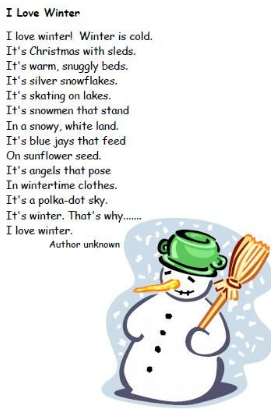 I Love Winter
I love winter!  Winter is cold.
It's Christmas with sleds.
It's warm, snuggly beds.
It's silver snowflakes.
It's skating on lakes.
It's snowmen that stand
In a snowy, white land.
It's blue jays that feed
On sunflower seed.
It's angels that pose
In wintertime clothes.
It's a polka-dot sky.
It's winter. That's why.......
I love winter.
Author unknown